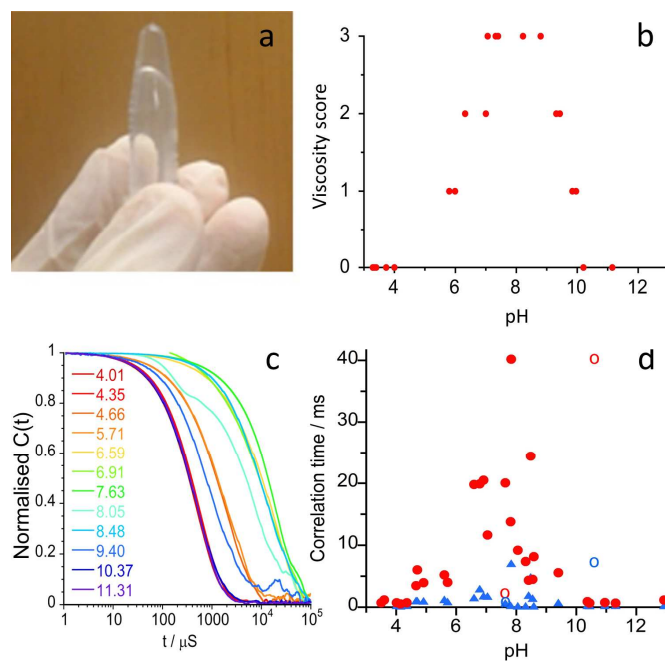 a
b
Viscosity score
3
2
1
0
4 6 8 10 12
pH
c
Normalised C(t)
1
0.8
0.6
0.4
0.2
0
4.01
4.35
4.66
5.71
6.59
6.91
7.63
8.05
8.48
9.40
10.37
11.31
1 10 100 1000 10⁴ 10⁵
t / μS
d
Correlation time / ms
40
30
20
10
0
4 6 8 10 12
pH